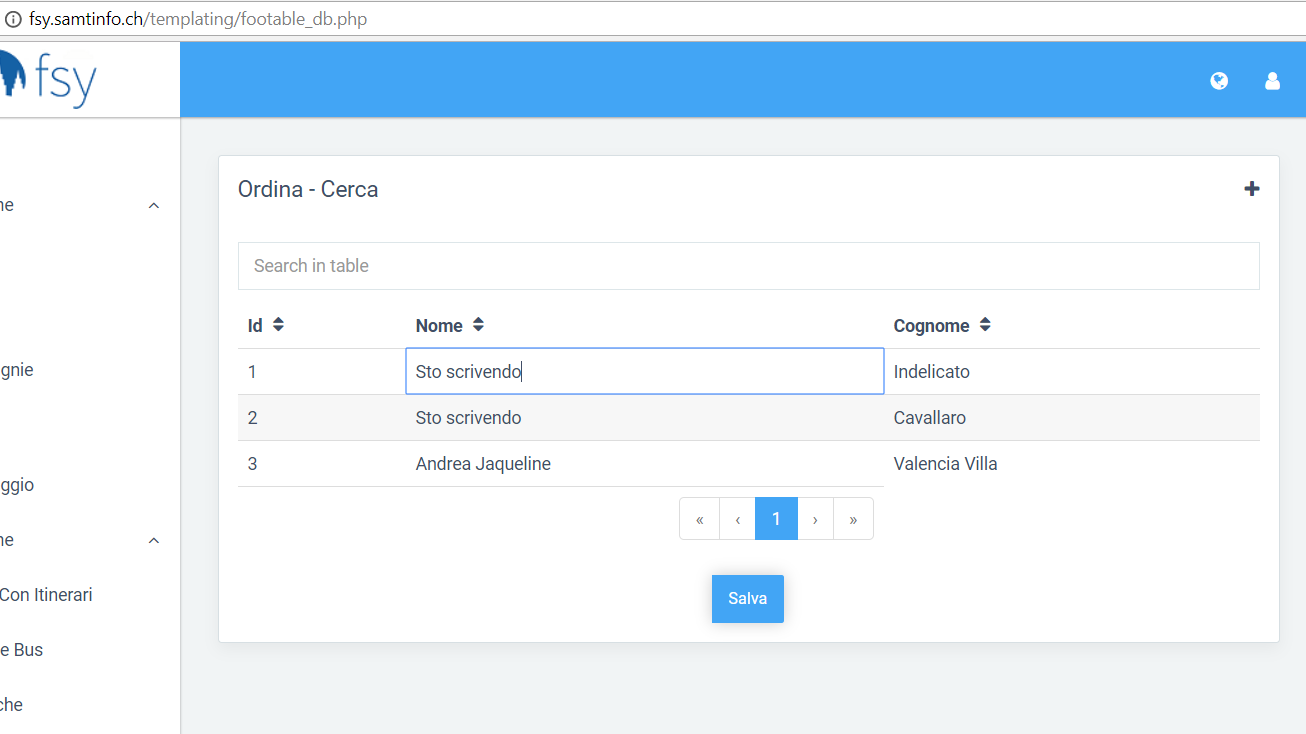 fsy.samtinfo.ch/templating/footable_db.php
fsy
ne
gnie
ggio
ne
Con Itinerari
e Bus
che
Ordina - Cerca
Search in table
Id Nome Cognome
1 Sto scrivendo Indelicato
2 Sto scrivendo Cavallaro
3 Andrea Jaqueline Valencia Villa
« ‹ 1 › »
Salva